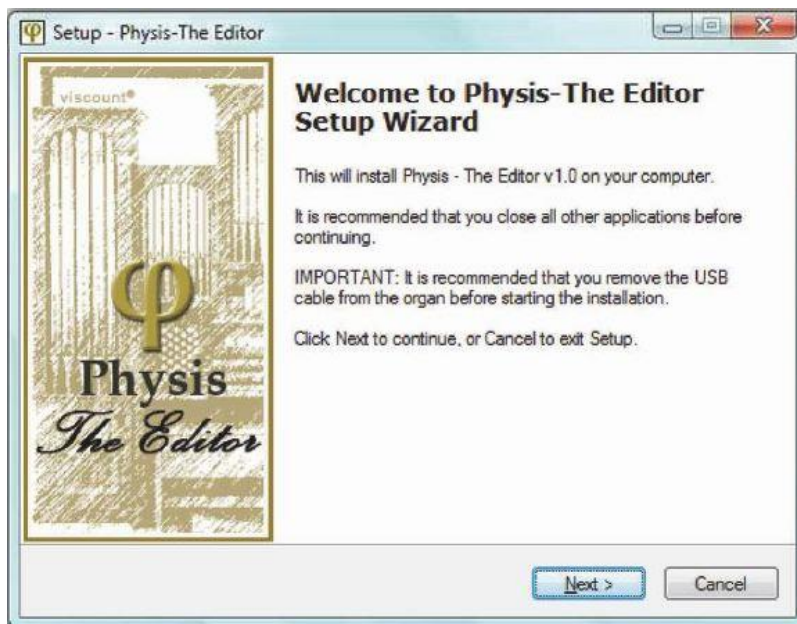 Setup - Physis-The Editor
viscount®
φ
Physis
The Editor
Welcome to Physis-The Editor
Setup Wizard
This will install Physis - The Editor v1.0 on your computer.
It is recommended that you close all other applications before
continuing.
IMPORTANT: It is recommended that you remove the USB
cable from the organ before starting the installation.
Click Next to continue, or Cancel to exit Setup.
Next >
Cancel